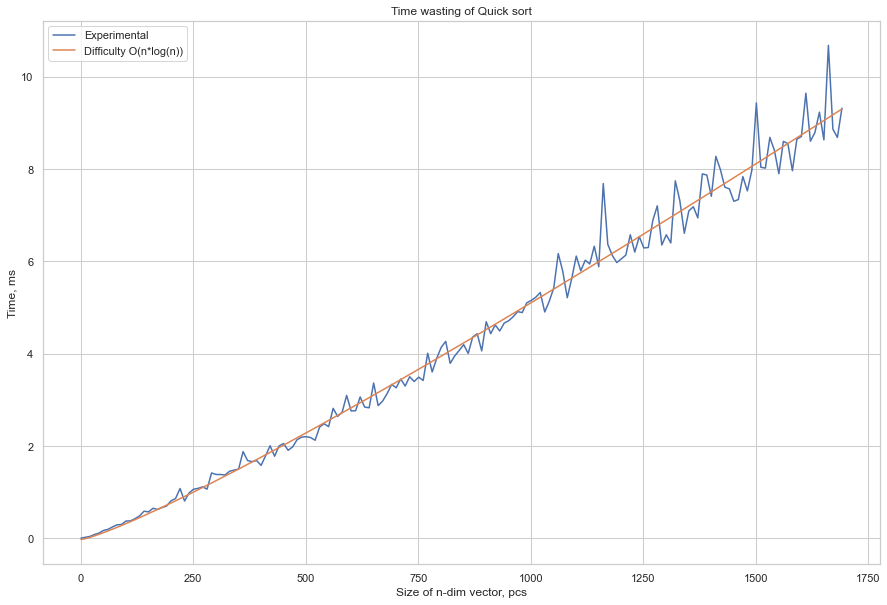 Time wasting of Quick sort
Experimental
Difficulty O(n*log(n))
Time, ms
10
8
6
4
2
0
0
250
500
750
1000
1250
1500
1750
Size of n-dim vector, pcs